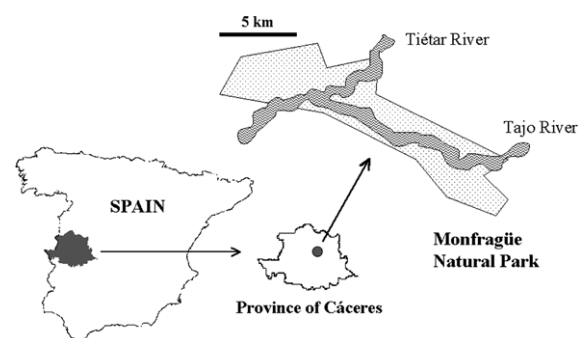 5 km
Tiétar River
Tajo River
SPAIN
Monfragüe
Natural Park
Province of Cáceres